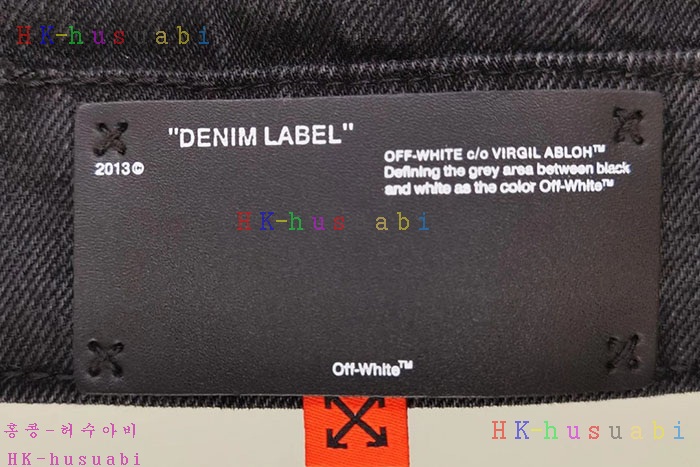 HK-husuabi
"DENIM LABEL"
2013©
OFF-WHITE c/o VIRGIL ABLOH™
Defining the grey area between black
and white as the color Off-White™
HK-husuabi
Off-White™
홍콩-허수아비
HK-husuabi
HK-husuabi